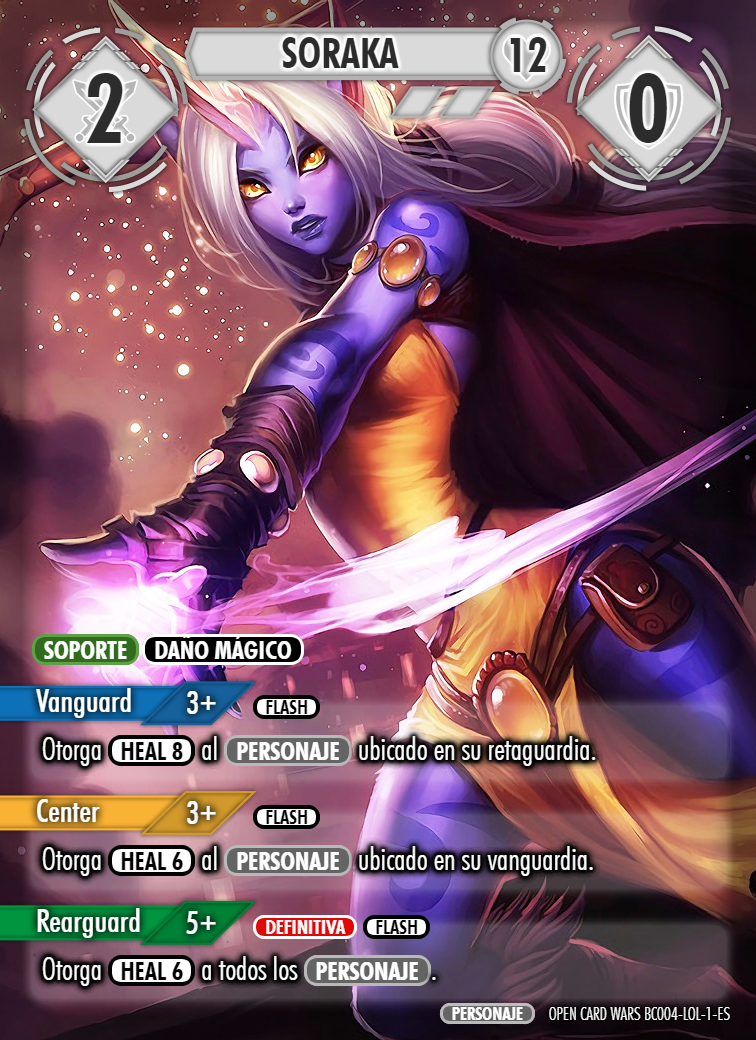 2
SORAKA
12
0
SOPORTE DAÑO MÁGICO
Vanguard 3+ FLASH
Otorga HEAL 8 al PERSONAJE ubicado en su retaguardia.
Center 3+ FLASH
Otorga HEAL 6 al PERSONAJE ubicado en su vanguardia.
Rearguard 5+ DEFINITIVA FLASH
Otorga HEAL 6 a todos los PERSONAJE.
PERSONAJE OPEN CARD WARS BC004-LOL-1-ES